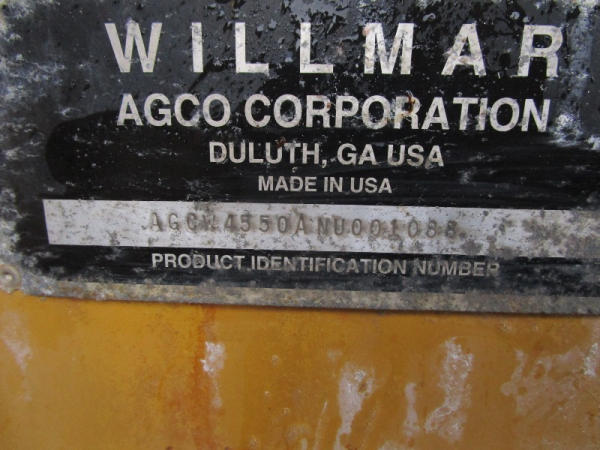 WILLMAR
AGCO CORPORATION
DULUTH, GA USA
MADE IN USA
AGCW4550ANU001088
PRODUCT IDENTIFICATION NUMBER